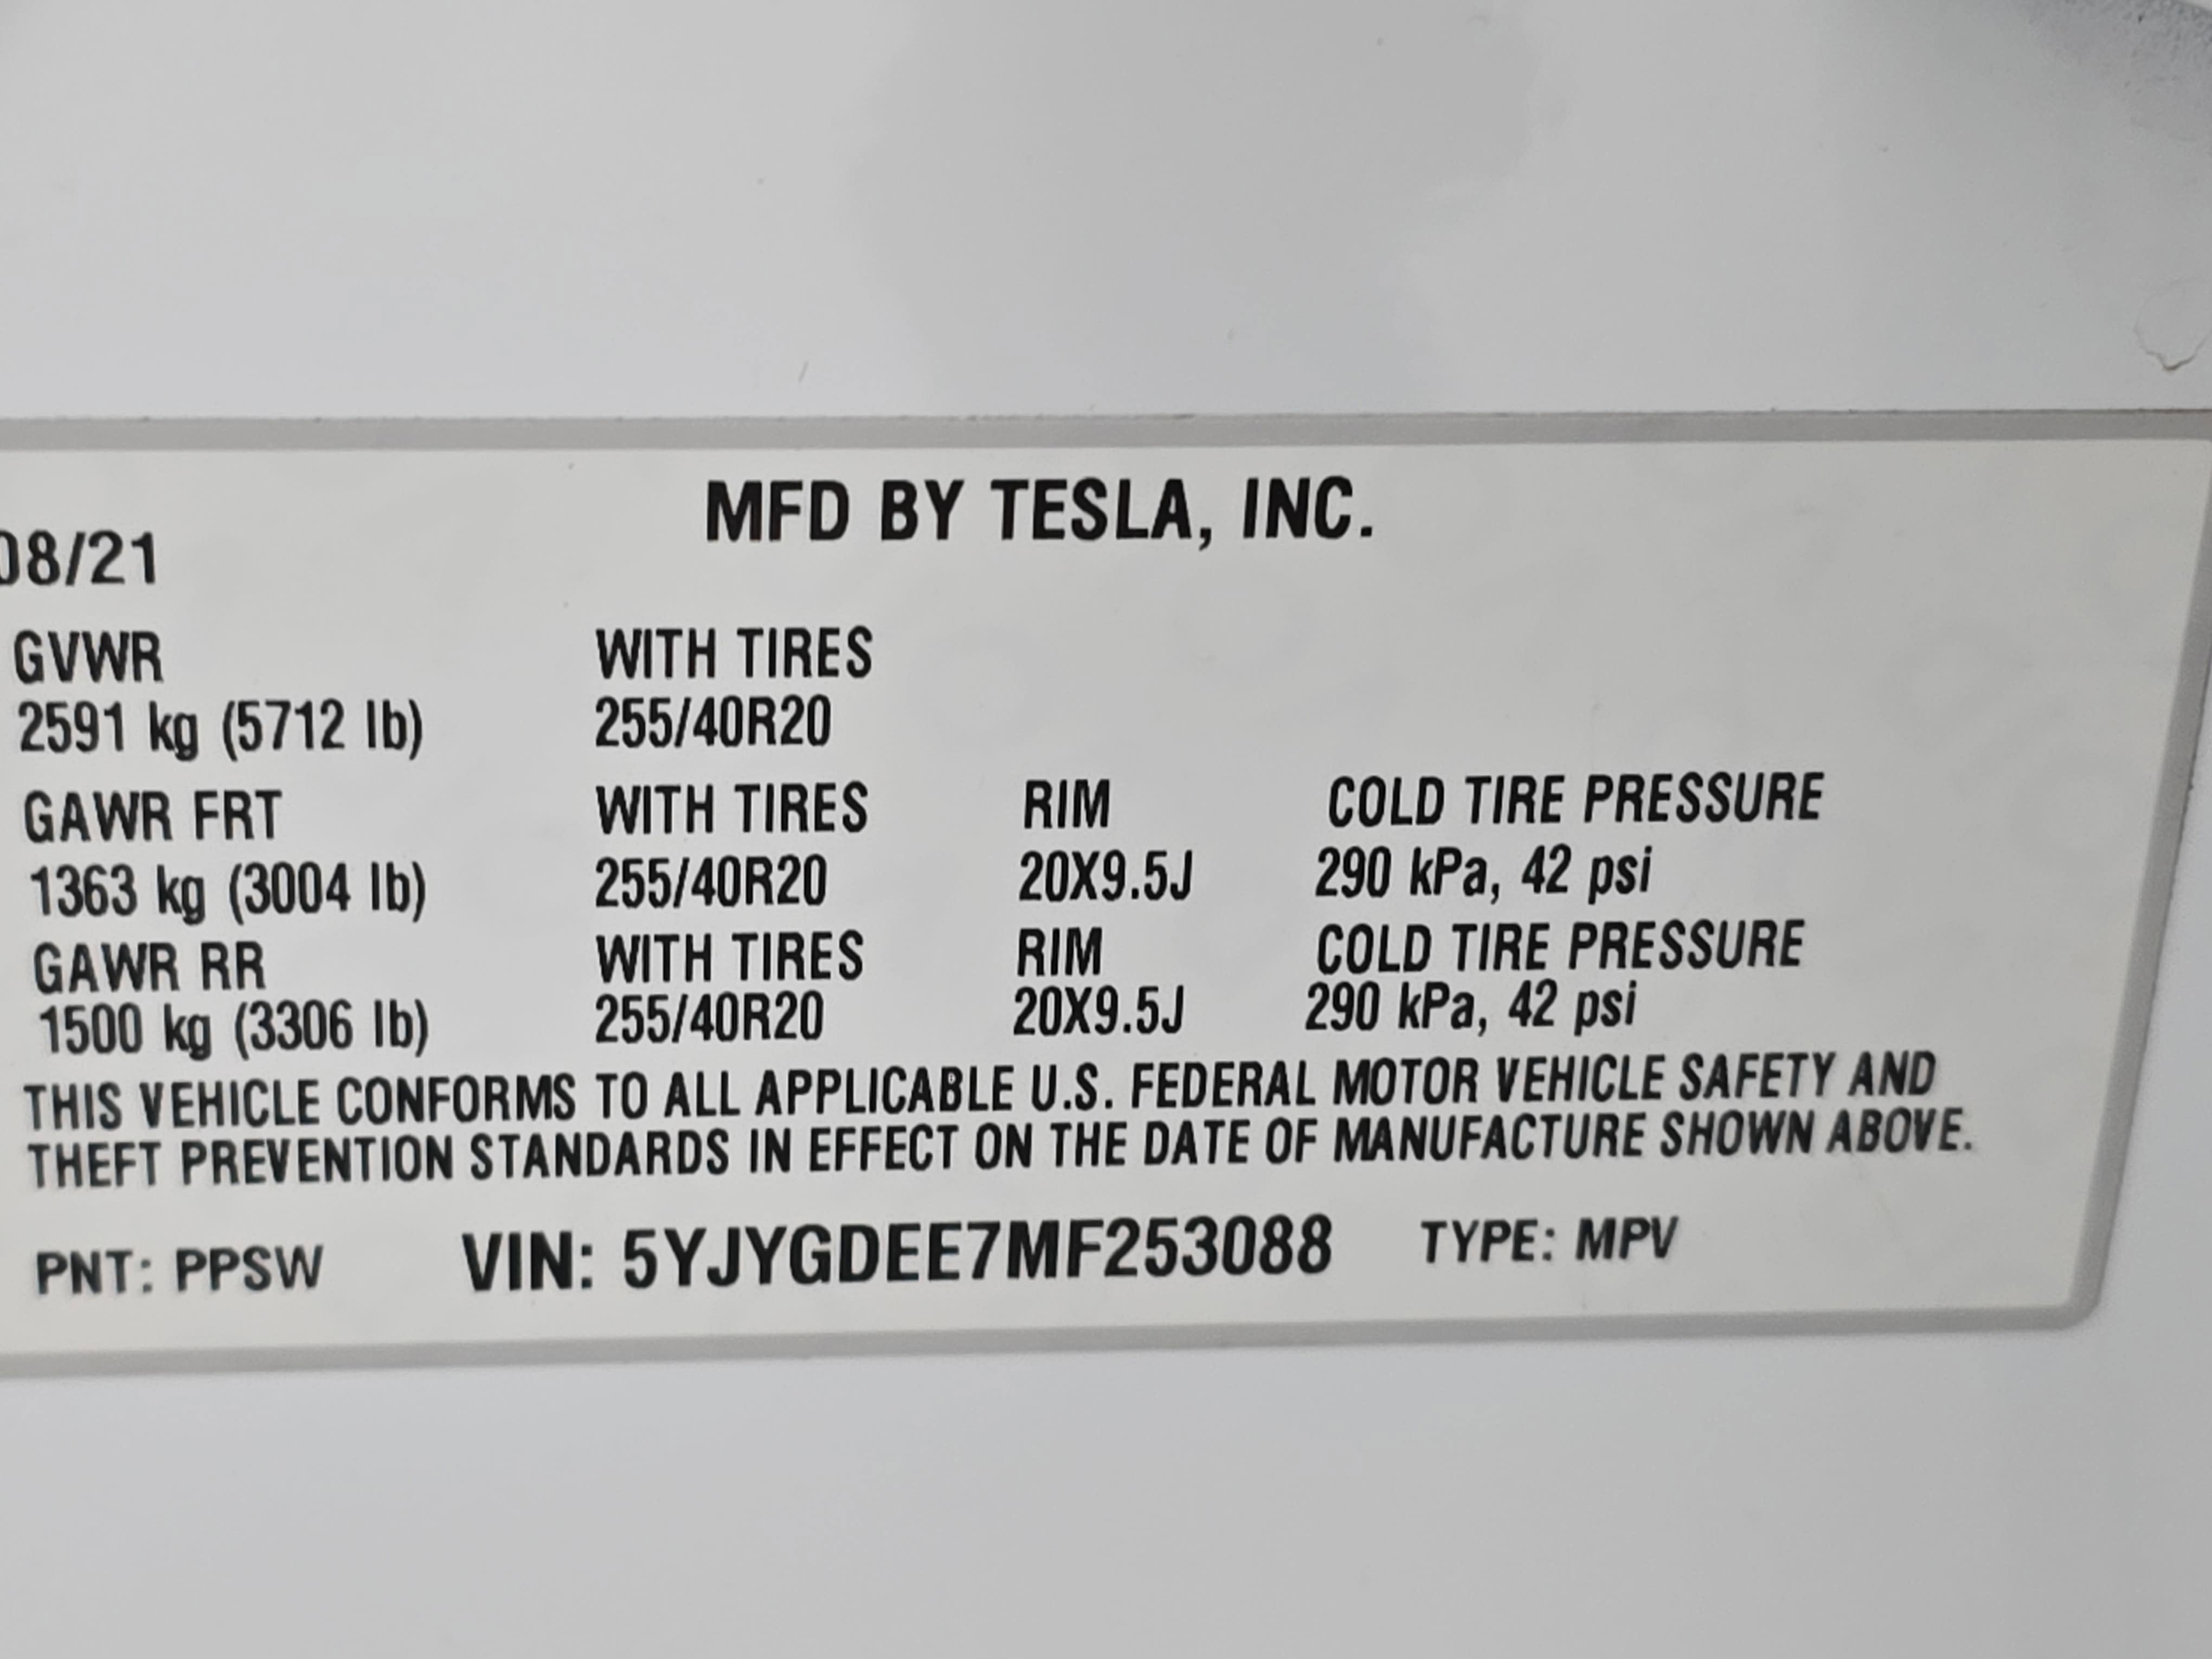 MFD BY TESLA, INC.
08/21
GVWR WITH TIRES
2591 kg (5712 lb) 255/40R20
GAWR FRT WITH TIRES RIM COLD TIRE PRESSURE
1363 kg (3004 lb) 255/40R20 20X9.5J 290 kPa, 42 psi
GAWR RR WITH TIRES RIM COLD TIRE PRESSURE
1500 kg (3306 lb) 255/40R20 20X9.5J 290 kPa, 42 psi
THIS VEHICLE CONFORMS TO ALL APPLICABLE U.S. FEDERAL MOTOR VEHICLE SAFETY AND
THEFT PREVENTION STANDARDS IN EFFECT ON THE DATE OF MANUFACTURE SHOWN ABOVE.
PNT: PPSW VIN: 5YJYGDEE7MF253088 TYPE: MPV